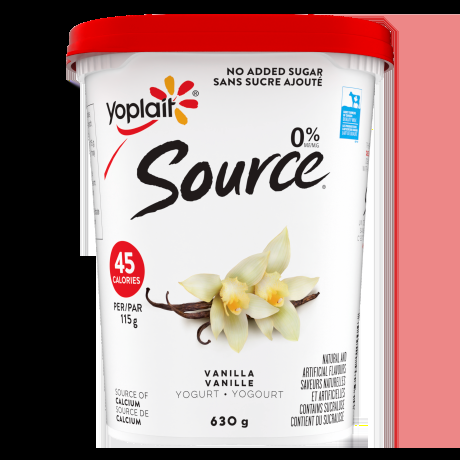 NO ADDED SUGAR
SANS SUCRE AJOUTÉ
yoplait®
0%
M.F./M.G.
Source®
45
CALORIES
PER/PAR
115 g
VANILLA
VANILLE
YOGURT • YOGOURT
SOURCE OF
CALCIUM
SOURCE DE
CALCIUM
630 g
NATURAL AND
ARTIFICIAL FLAVOURS
SAVEURS NATURELLES
ET ARTIFICIELLES
CONTAINS SUCRALOSE
CONTIENT DU SUCRALOSE